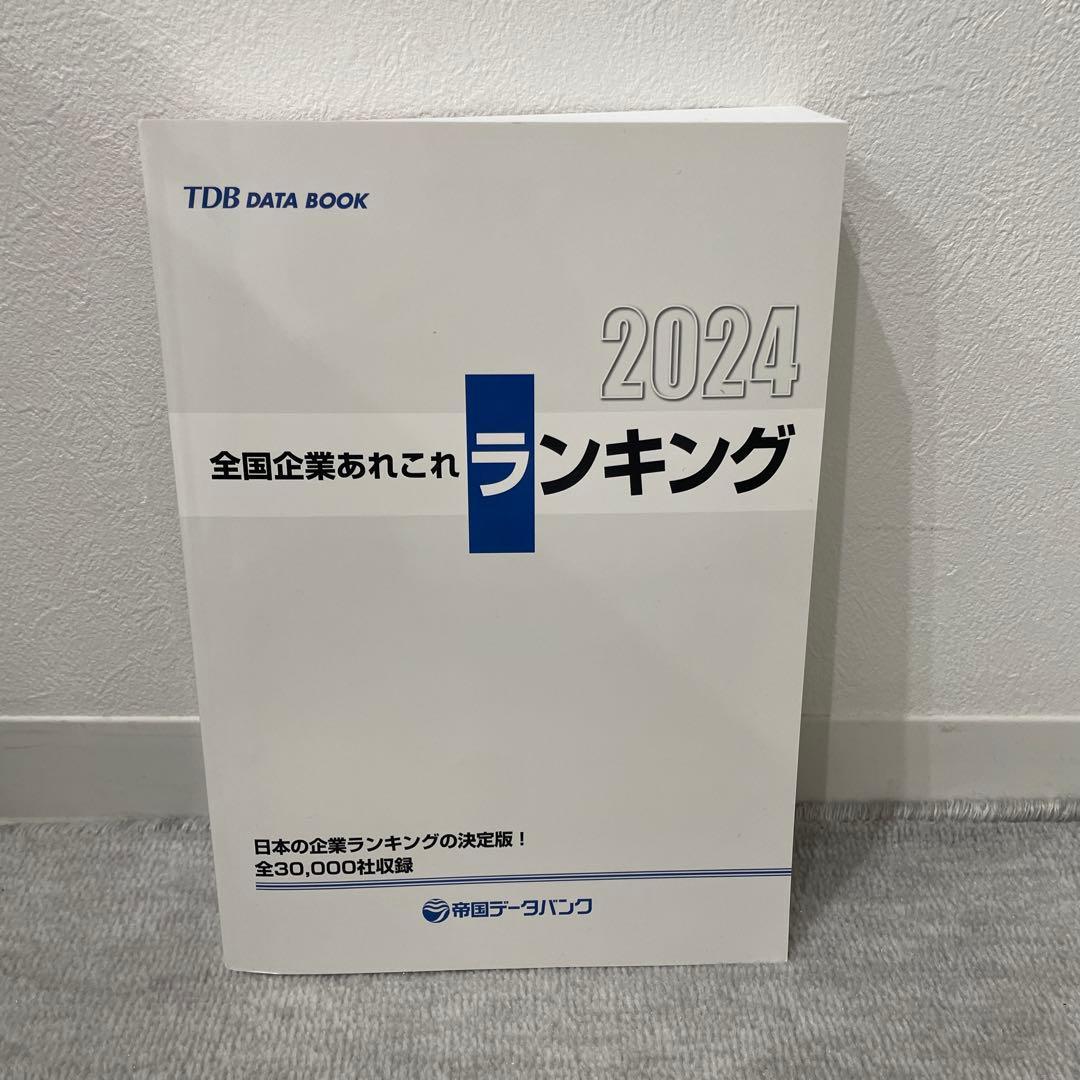 TDB DATA BOOK
2024
全国企業あれこれランキング
日本の企業ランキングの決定版！
全30,000社収録
帝国データバンク